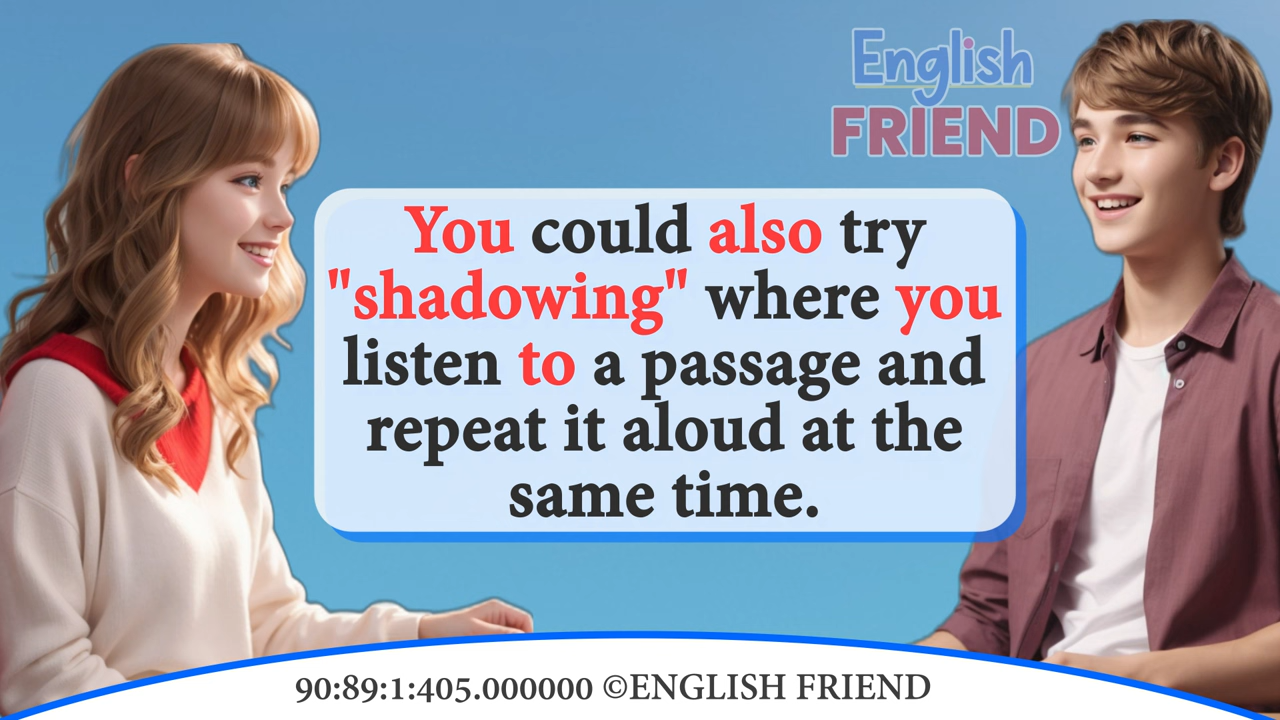 English
FRIEND
You could also try
"shadowing" where you
listen to a passage and
repeat it aloud at the
same time.
90:89:1:405.000000 ©ENGLISH FRIEND